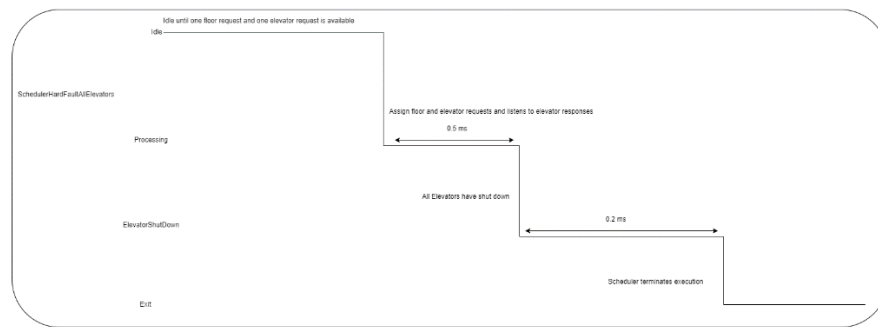 Idle until one floor request and one elevator request is available
Idle
SchedulerHardFaultAllElevators
Assign floor and elevator requests and listens to elevator responses
0.5 ms
Processing
All Elevators have shut down
0.2 ms
ElevatorShutDown
Scheduler terminates execution
Exit